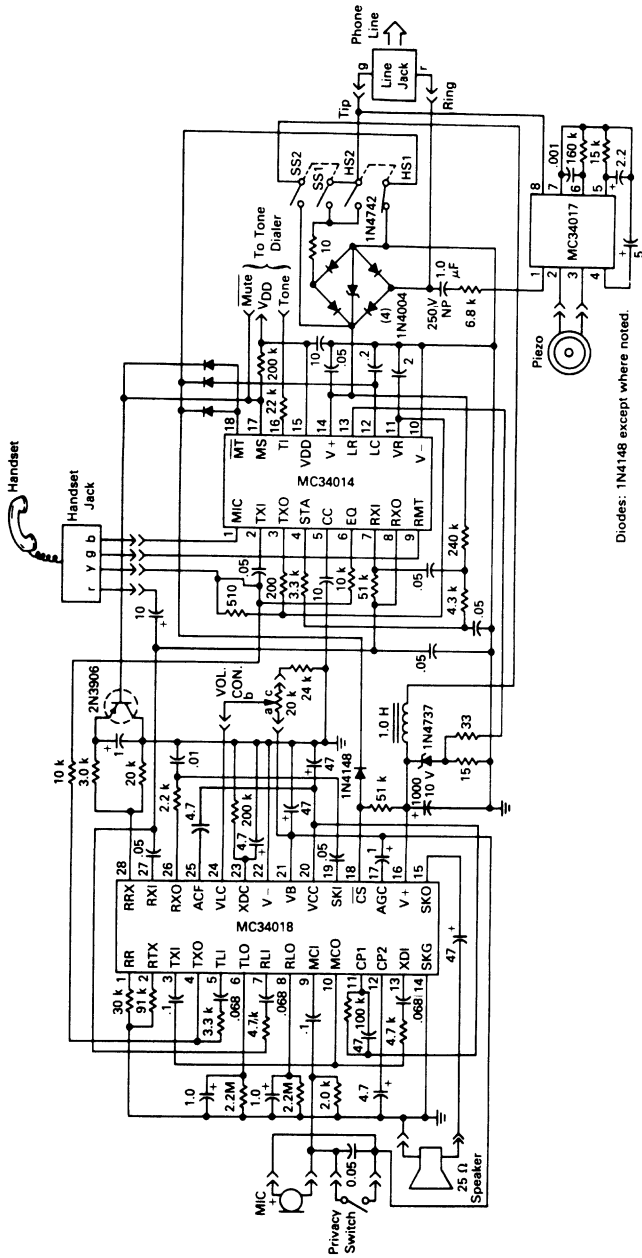 Handset
Handset
Jack
r
y
g
b
10
+
510
.05
200
3.3 k
10
10 k
51 k
.05
1
MIC
2
TXI
3
TXO
4
STA
5
CC
6
EQ
7
RXI
8
RXO
9
RMT
MC34014
18
MT
17
MS
16
TI
15
VDD
14
V+
13
LR
12
LC
11
VR
10
V−
Mute
VDD
Tone
To Tone
Dialer
200 k
22 k
10
.05
.2
2
10
SS2
SS1
HS2
HS1
1N4742
(4)
1N4004
250V
NP
1.0
μF
6.8 k
Tip
Ring
g
r
Line
Jack
Phone
Line
MC34017
1
2
3
4
8
7
6
5
.001
160 k
15 k
2.2
+
5
+
Piezo
Diodes: 1N4148 except where noted.
240 k
4.3 k
.05
.05
1.0 H
1N4737
33
15
1000
10 V
+
51 k
1N4148
2N3906
10 k
3.0 k
1
+
20 k
.05
2.2 k
.01
4.7
200 k
4.7
+
47
+
47
+
.05
1
+
VOL.
CON.
b
a
c
20 k
24 k
MC34018
28
RRX
27
RXI
26
RXO
25
ACF
24
VLC
23
XDC
22
V−
21
VB
20
VCC
19
SKI
18
CS
17
AGC
16
V+
15
SKO
1
RR
2
RTX
3
TXI
4
TXO
5
TLI
6
TLO
7
RLI
8
RLO
9
MCI
10
MCO
11
CP1
12
CP2
13
XDI
14
SKG
30 k
91 k
.1
3.3 k
.068
4.7k
.068
.1
47
100 k
4.7 k
.068
1.0
+
2.2M
1.0
+
2.2M
2.0 k
4.7
+
47
+
MIC
+
0.05
Privacy
Switch
25 Ω
Speaker